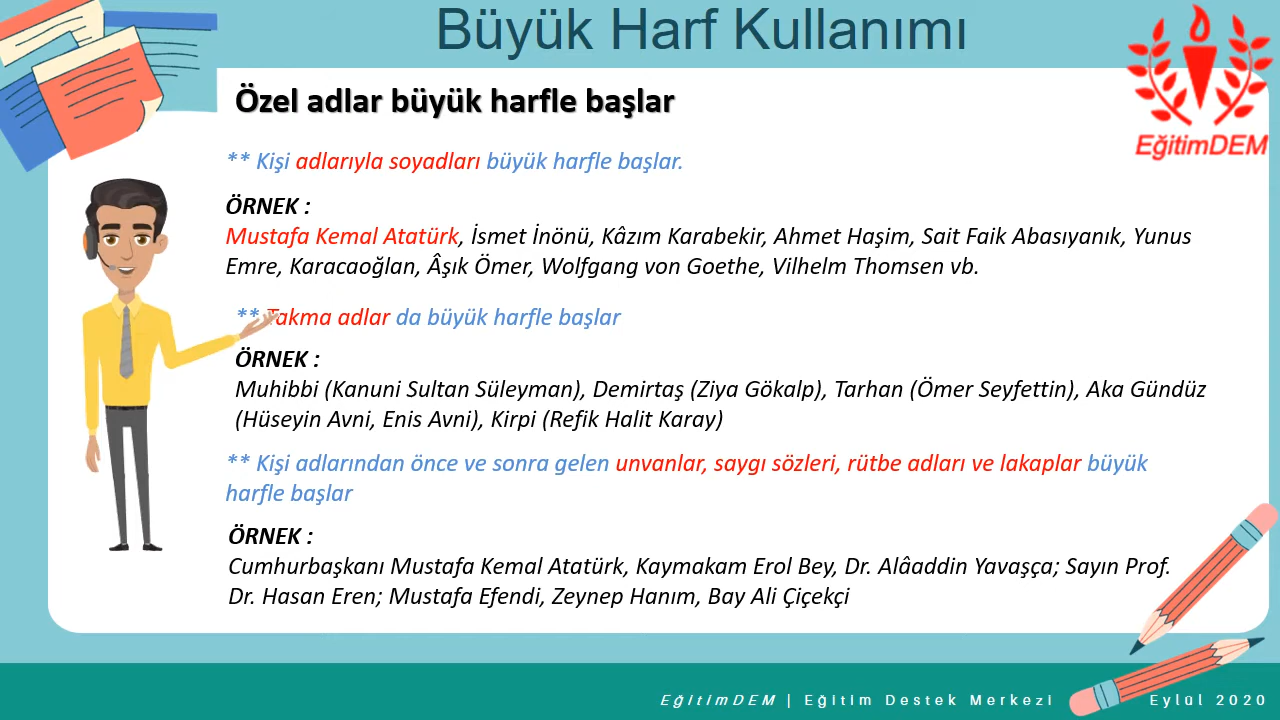 Büyük Harf Kullanımı
EğitimDEM
Özel adlar büyük harfle başlar
** Kişi adlarıyla soyadları büyük harfle başlar.
ÖRNEK :
Mustafa Kemal Atatürk, İsmet İnönü, Kâzım Karabekir, Ahmet Haşim, Sait Faik Abasıyanık, Yunus
Emre, Karacaoğlan, Âşık Ömer, Wolfgang von Goethe, Vilhelm Thomsen vb.
** Takma adlar da büyük harfle başlar
ÖRNEK :
Muhibbi (Kanuni Sultan Süleyman), Demirtaş (Ziya Gökalp), Tarhan (Ömer Seyfettin), Aka Gündüz
(Hüseyin Avni, Enis Avni), Kirpi (Refik Halit Karay)
** Kişi adlarından önce ve sonra gelen unvanlar, saygı sözleri, rütbe adları ve lakaplar büyük
harfle başlar
ÖRNEK :
Cumhurbaşkanı Mustafa Kemal Atatürk, Kaymakam Erol Bey, Dr. Alâaddin Yavaşça; Sayın Prof.
Dr. Hasan Eren; Mustafa Efendi, Zeynep Hanım, Bay Ali Çiçekçi
EğitimDEM | Eğitim Destek Merkezi
Eylül 2020